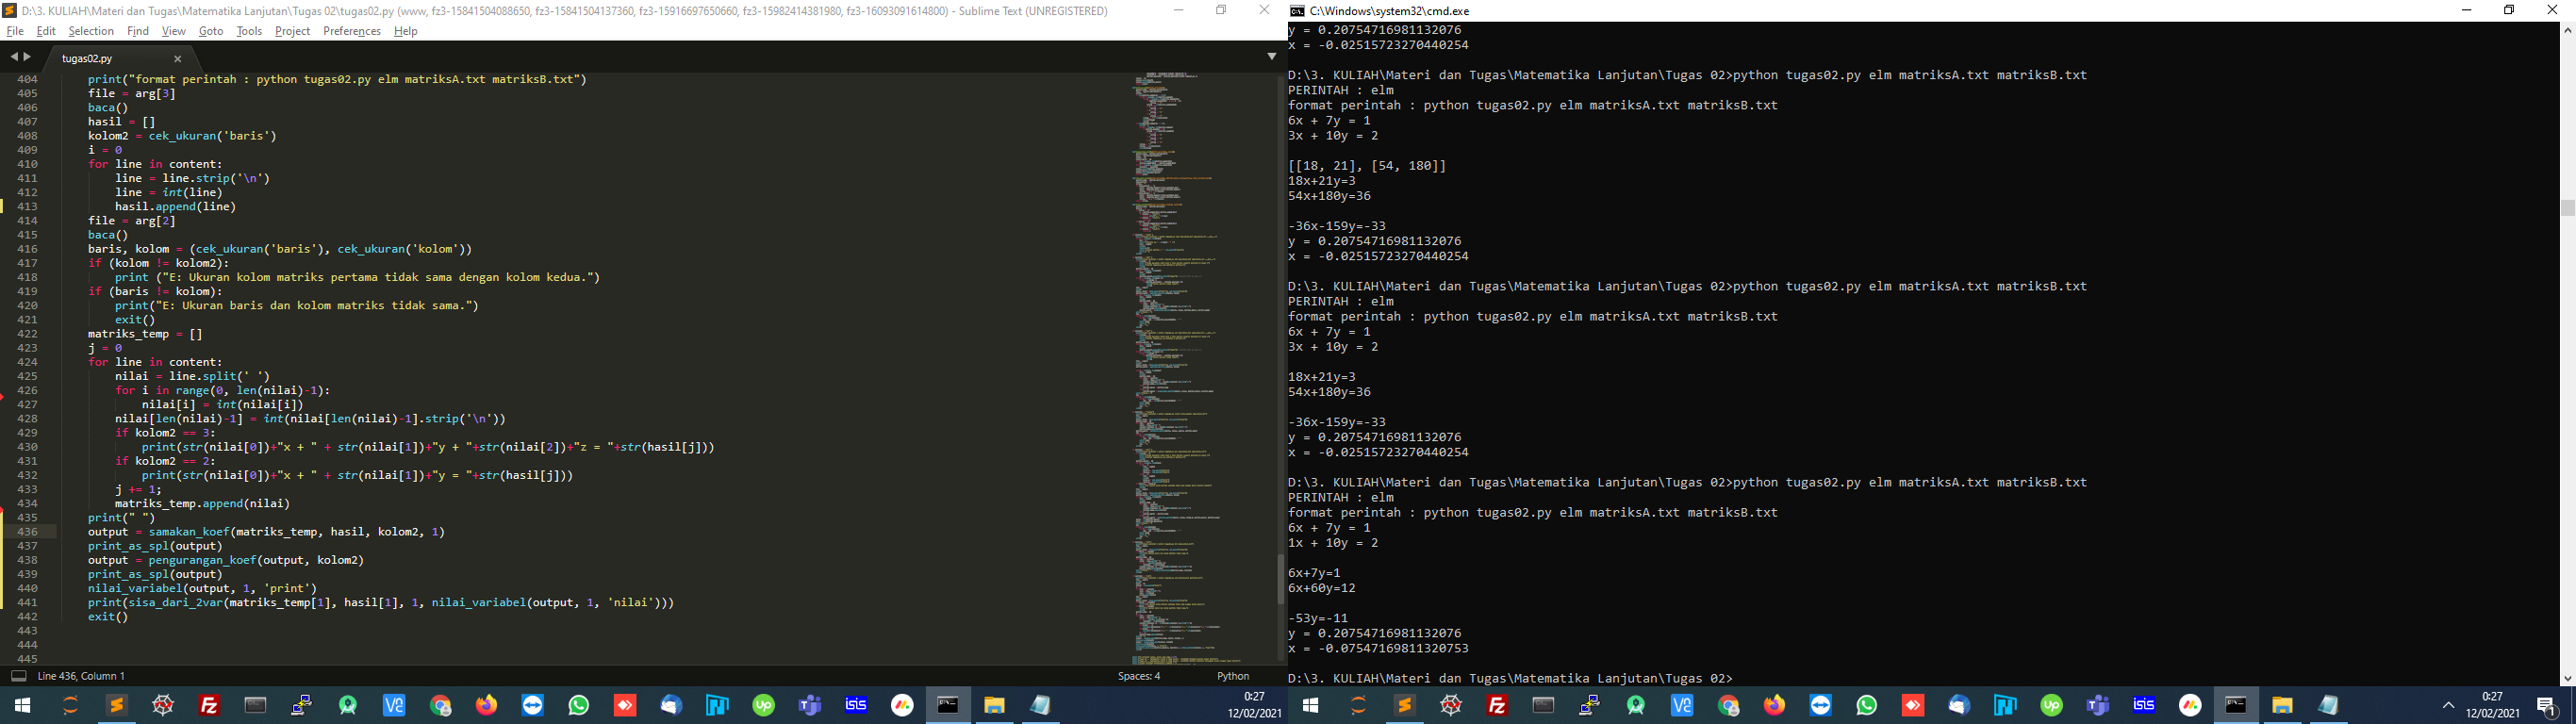 D:\3. KULIAH\Materi dan Tugas\Matematika Lanjutan\Tugas 02\tugas02.py (www, fz3-15841504088650, fz3-15841504137360, fz3-15916697650660, fz3-15982414381980, fz3-16093091614800) - Sublime Text (UNREGISTERED)
File Edit Selection Find View Goto Tools Project Preferences Help
tugas02.py
404 print("format perintah : python tugas02.py elm matriksA.txt matriksB.txt")
405 file = arg[3]
406 baca()
407 hasil = []
408 kolom2 = cek_ukuran('baris')
409 i = 0
410 for line in content:
411 line = line.strip('\n')
412 line = int(line)
413 hasil.append(line)
414 file = arg[2]
415 baca()
416 baris, kolom = (cek_ukuran('baris'), cek_ukuran('kolom'))
417 if (kolom != kolom2):
418 print ("E: Ukuran kolom matriks pertama tidak sama dengan kolom kedua.")
419 if (baris != kolom):
420 print("E: Ukuran baris dan kolom matriks tidak sama.")
421 exit()
422 matriks_temp = []
423 j = 0
424 for line in content:
425 nilai = line.split(' ')
426 for i in range(0, len(nilai)-1):
427 nilai[i] = int(nilai[i])
428 nilai[len(nilai)-1] = int(nilai[len(nilai)-1].strip('\n'))
429 if kolom2 == 3:
430 print(str(nilai[0])+"x + " + str(nilai[1])+"y + "+str(nilai[2])+"z = "+str(hasil[j]))
431 if kolom2 == 2:
432 print(str(nilai[0])+"x + " + str(nilai[1])+"y = "+str(hasil[j]))
433 j += 1;
434 matriks_temp.append(nilai)
435 print(" ")
436 output = samakan_koef(matriks_temp, hasil, kolom2, 1)
437 print_as_spl(output)
438 output = pengurangan_koef(output, kolom2)
439 print_as_spl(output)
440 nilai_variabel(output, 1, 'print')
441 print(sisa_dari_2var(matriks_temp[1], hasil[1], 1, nilai_variabel(output, 1, 'nilai')))
442 exit()
443
444
445
Line 436, Column 1
Spaces: 4
Python
0:27
12/02/2021
C:\Windows\system32\cmd.exe
y = 0.20754716981132076
x = -0.02515723270440254
D:\3. KULIAH\Materi dan Tugas\Matematika Lanjutan\Tugas 02>python tugas02.py elm matriksA.txt matriksB.txt
PERINTAH : elm
format perintah : python tugas02.py elm matriksA.txt matriksB.txt
6x + 7y = 1
3x + 10y = 2
[[18, 21], [54, 180]]
18x+21y=3
54x+180y=36
-36x-159y=-33
y = 0.20754716981132076
x = -0.02515723270440254
D:\3. KULIAH\Materi dan Tugas\Matematika Lanjutan\Tugas 02>python tugas02.py elm matriksA.txt matriksB.txt
PERINTAH : elm
format perintah : python tugas02.py elm matriksA.txt matriksB.txt
6x + 7y = 1
3x + 10y = 2
18x+21y=3
54x+180y=36
-36x-159y=-33
y = 0.20754716981132076
x = -0.02515723270440254
D:\3. KULIAH\Materi dan Tugas\Matematika Lanjutan\Tugas 02>python tugas02.py elm matriksA.txt matriksB.txt
PERINTAH : elm
format perintah : python tugas02.py elm matriksA.txt matriksB.txt
6x + 7y = 1
1x + 10y = 2
6x+7y=1
6x+60y=12
-53y=-11
y = 0.20754716981132076
x = -0.07547169811320753
D:\3. KULIAH\Materi dan Tugas\Matematika Lanjutan\Tugas 02>
0:27
12/02/2021